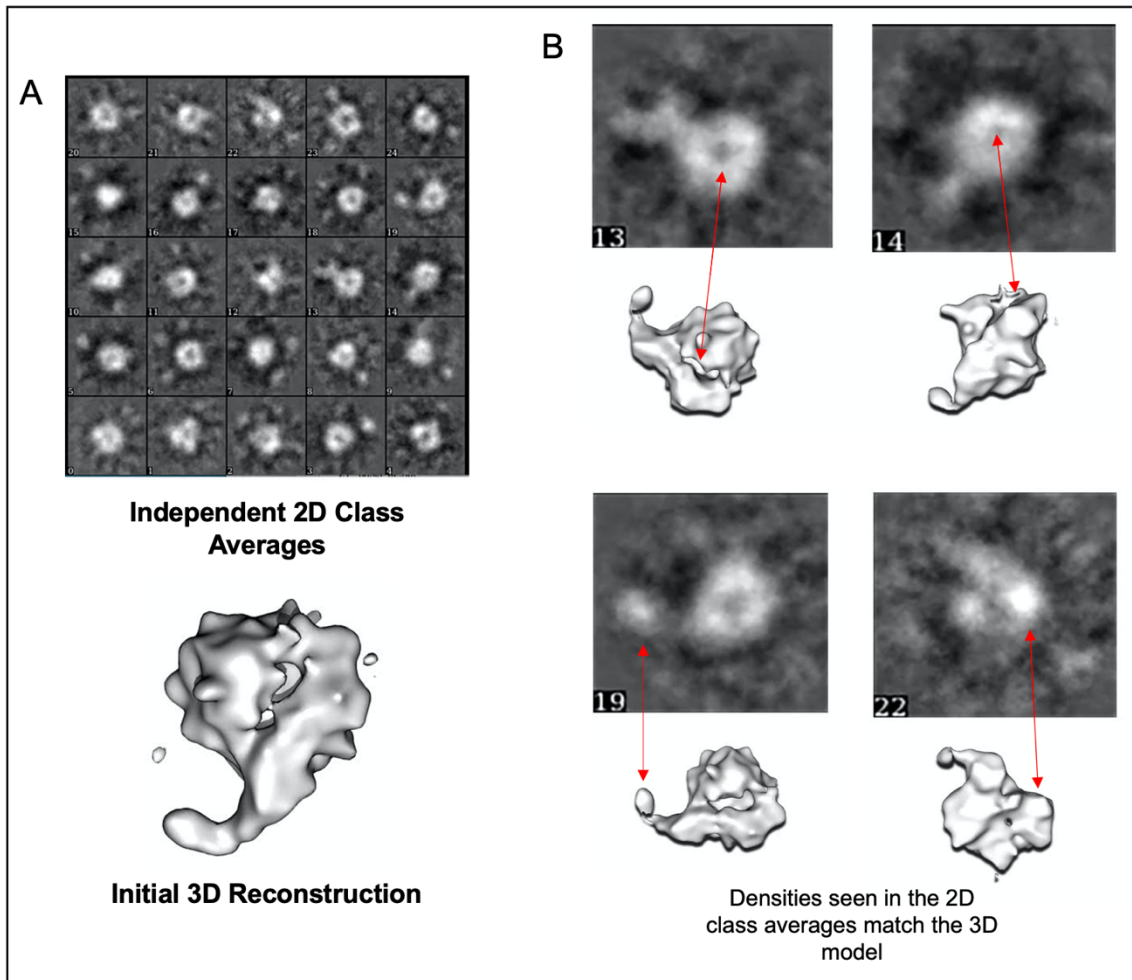 A
20 21 22 23 24
15 16 17 18 19
10 11 12 13 14
5 6 7 8 9
0 1 2 3 4
Independent 2D Class
Averages
Initial 3D Reconstruction
B
13 14
19 22
Densities seen in the 2D
class averages match the 3D
model